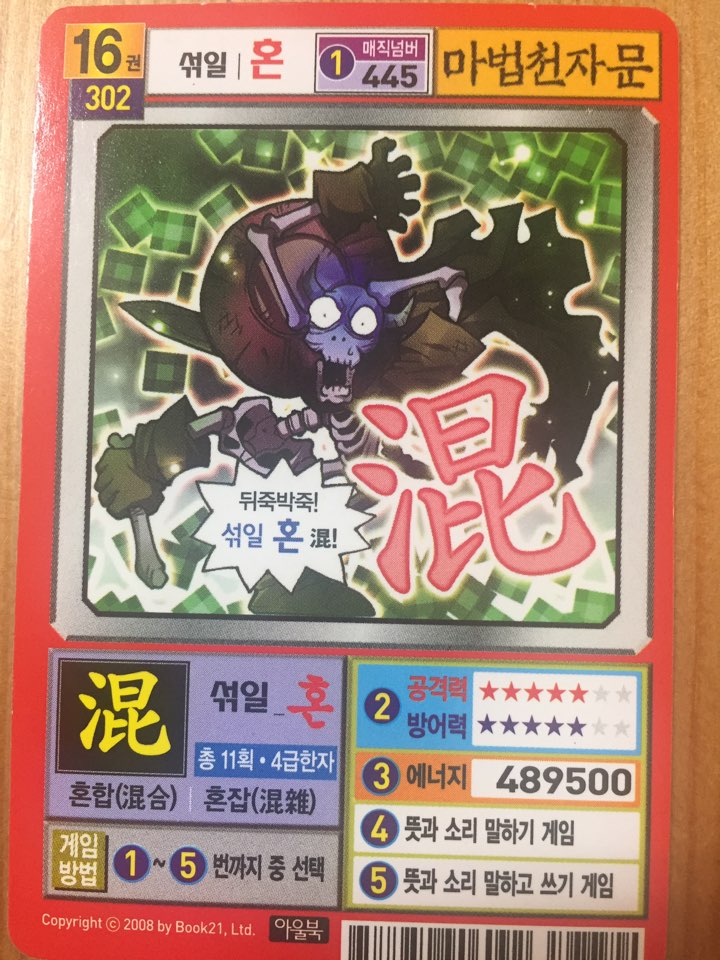 16권
302
섞일 | 혼
1 매직넘버
445
마법천자문
뒤죽박죽!
섞일 혼 混!
混
混
섞일_혼
총 11획·4급한자
혼합(混合) | 혼잡(混雜)
게임
방법
1~5 번까지 중 선택
2 공격력 ★★★★★★★
방어력 ★★★★★★★
3 에너지 489500
4 뜻과 소리 말하기 게임
5 뜻과 소리 말하고 쓰기 게임
Copyright ⓒ 2008 by Book21, Ltd. 아울북